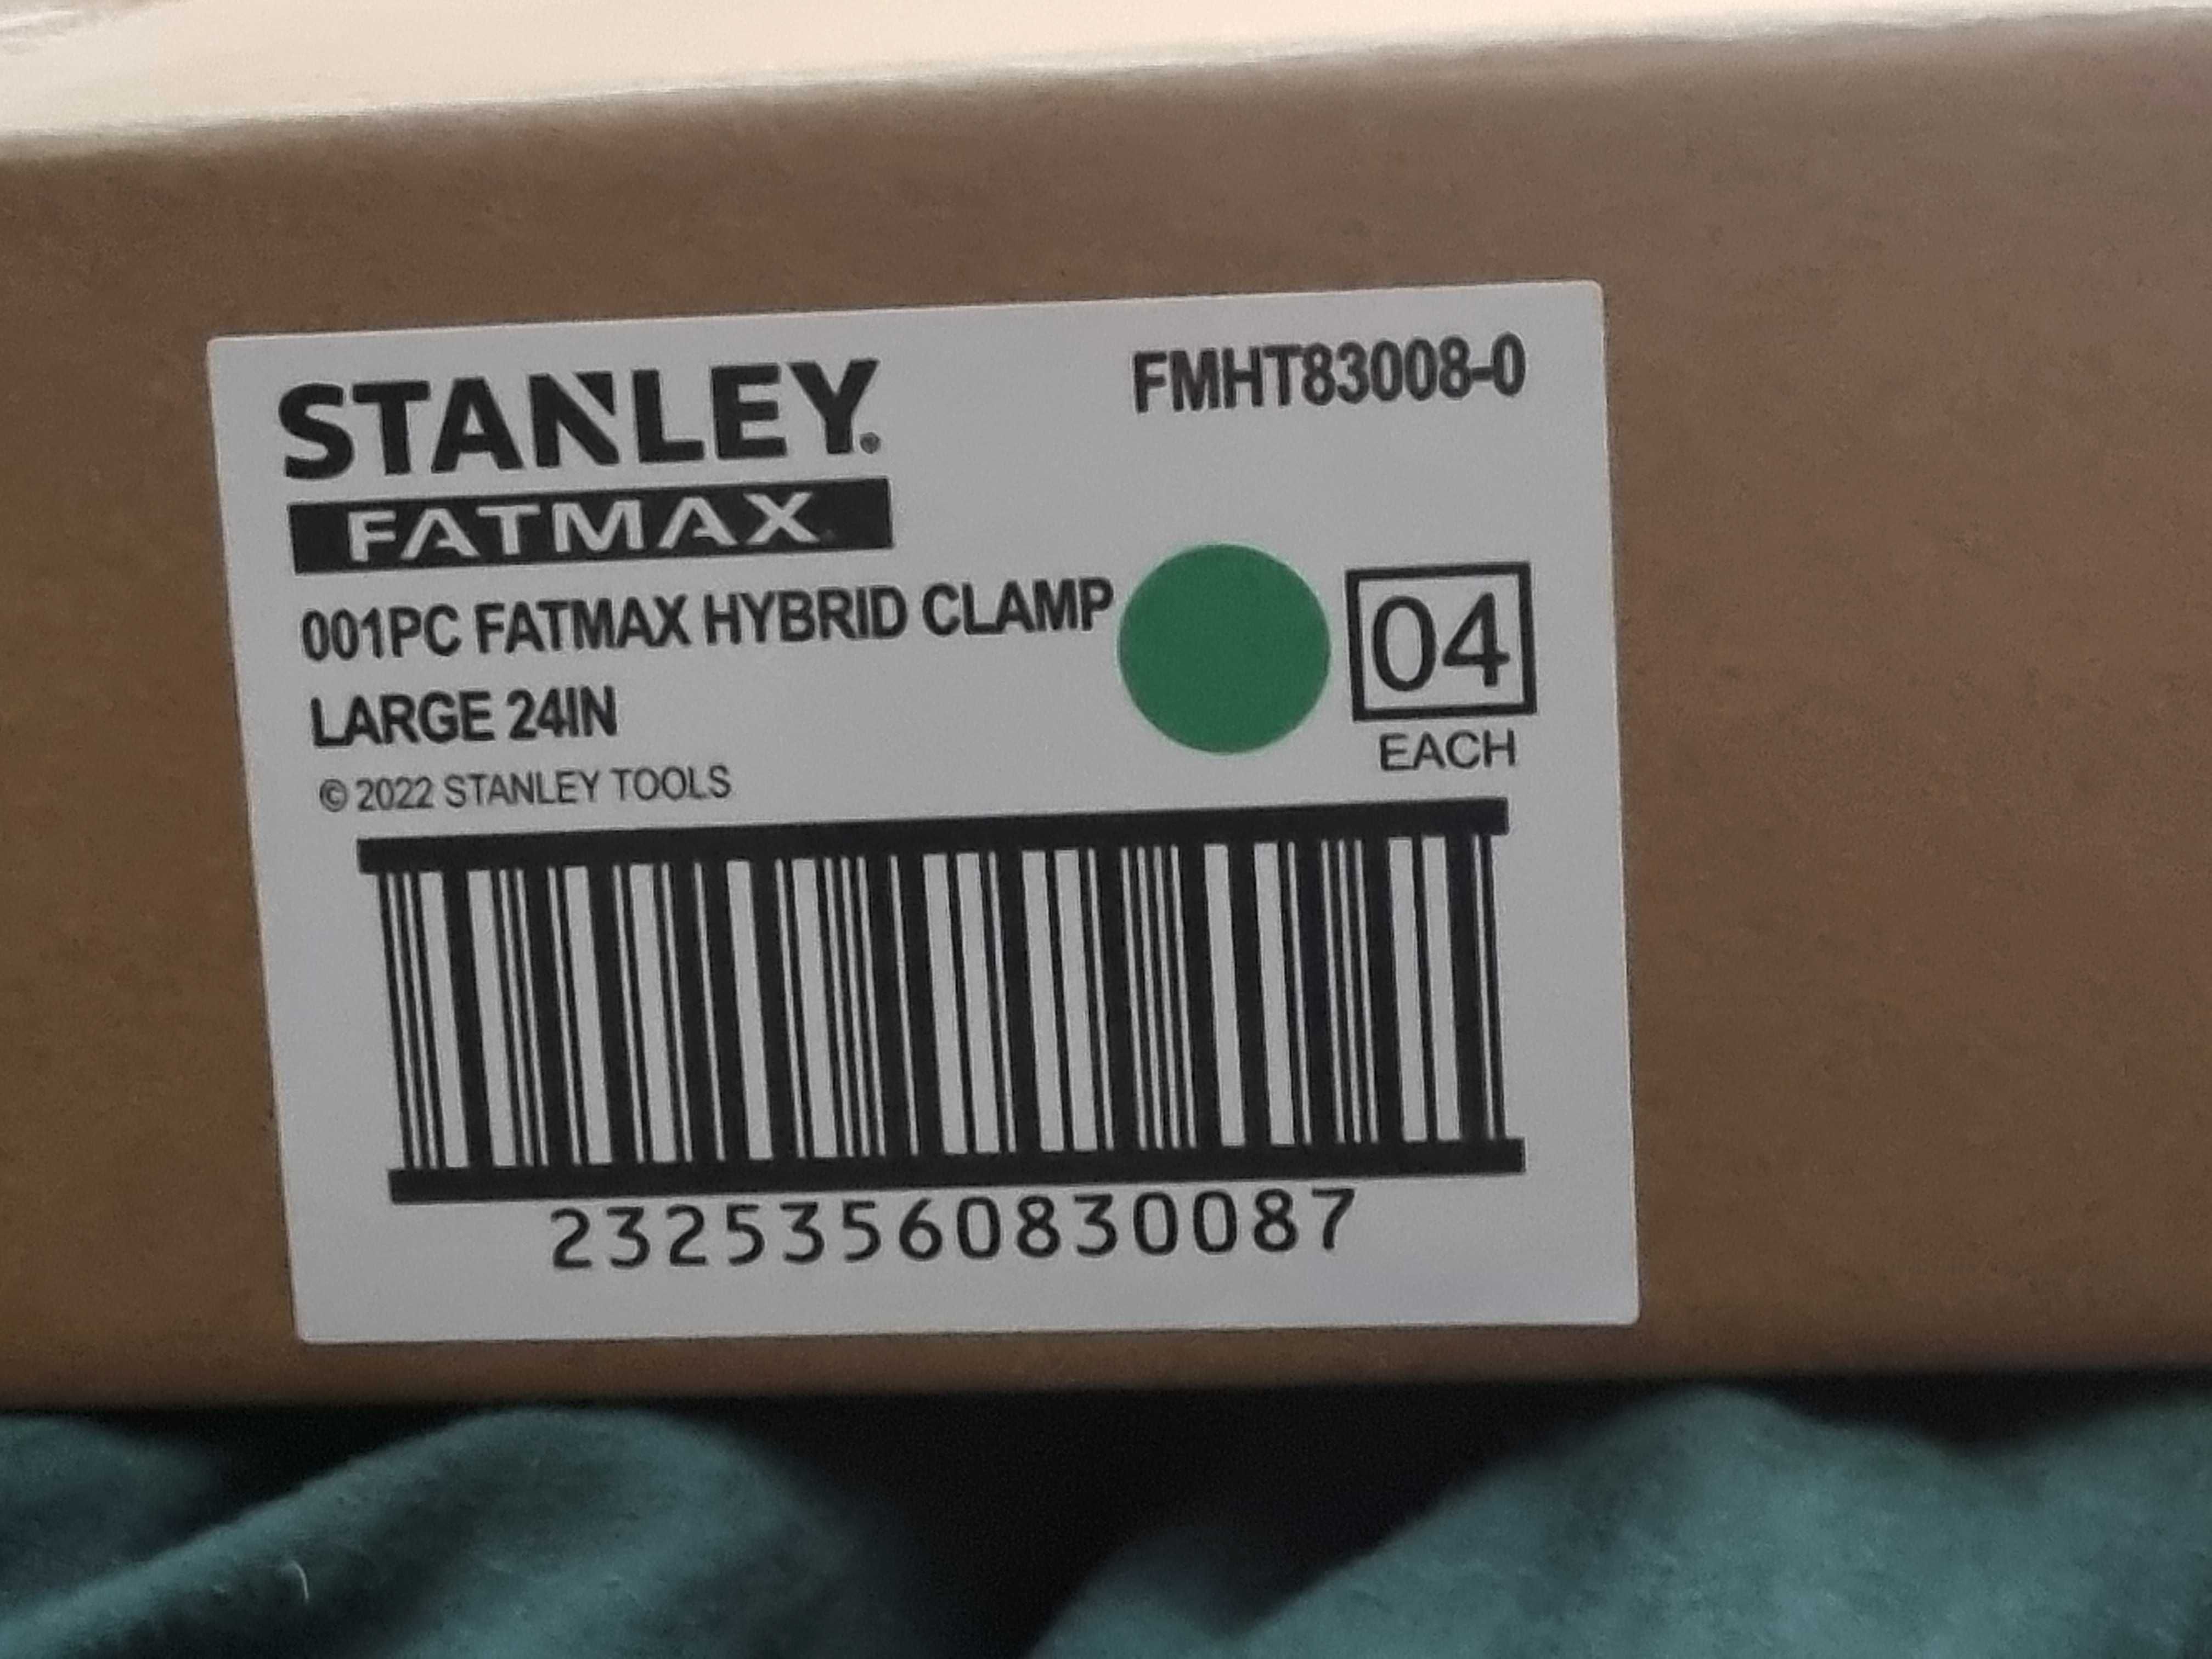 STANLEY.
FMHT83008-0
FATMAX
001PC FATMAX HYBRID CLAMP
LARGE 24IN
04
EACH
© 2022 STANLEY TOOLS
23253560830087